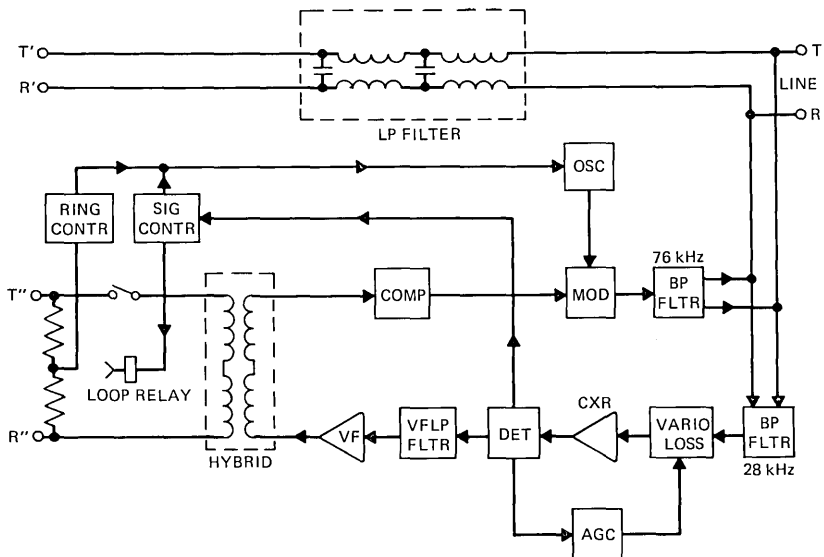 T'
T
R'
LINE
R
LP FILTER
OSC
RING CONTR
SIG CONTR
76 kHz
T"
COMP
MOD
BP FLTR
LOOP RELAY
CXR
R"
HYBRID
VF
VFLP FLTR
DET
VARIO LOSS
BP FLTR
28 kHz
AGC